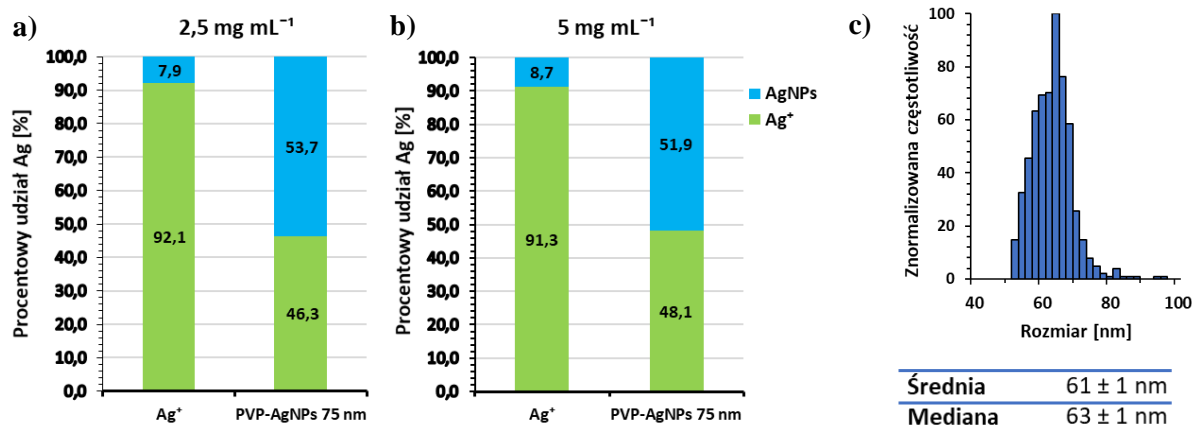 a)
2,5 mg mL⁻¹
Procentowy udział Ag [%]
100,0
90,0
80,0
70,0
60,0
50,0
40,0
30,0
20,0
10,0
0,0
7,9
92,1
53,7
46,3
Ag⁺
PVP-AgNPs 75 nm
b)
5 mg mL⁻¹
Procentowy udział Ag [%]
100,0
90,0
80,0
70,0
60,0
50,0
40,0
30,0
20,0
10,0
0,0
8,7
91,3
51,9
48,1
Ag⁺
PVP-AgNPs 75 nm
AgNPs
Ag⁺
c)
Znormalizowana częstotliwość
100
80
60
40
20
0
40
60
80
100
Rozmiar [nm]
Średnia 61 ± 1 nm
Mediana 63 ± 1 nm